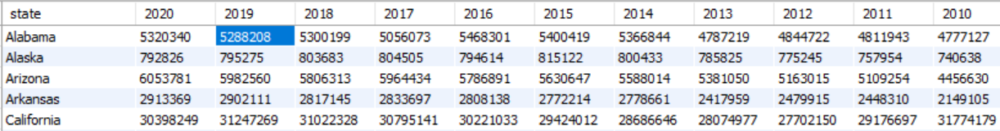 state 2020 2019 2018 2017 2016 2015 2014 2013 2012 2011 2010
Alabama 5320340 5288208 5300199 5056073 5468301 5400419 5366844 4787219 4844722 4811943 4777127
Alaska 792826 795275 803683 804505 794614 815122 800433 785825 775245 757954 740638
Arizona 6053781 5982560 5806313 5964434 5786891 5630647 5588014 5381050 5163015 5109254 4456630
Arkansas 2913369 2902111 2817145 2833697 2808138 2772214 2778661 2417959 2479915 2448310 2149105
California 30398249 31247269 31022328 30795141 30221033 29424012 28686646 28074977 27702150 29176697 31774179